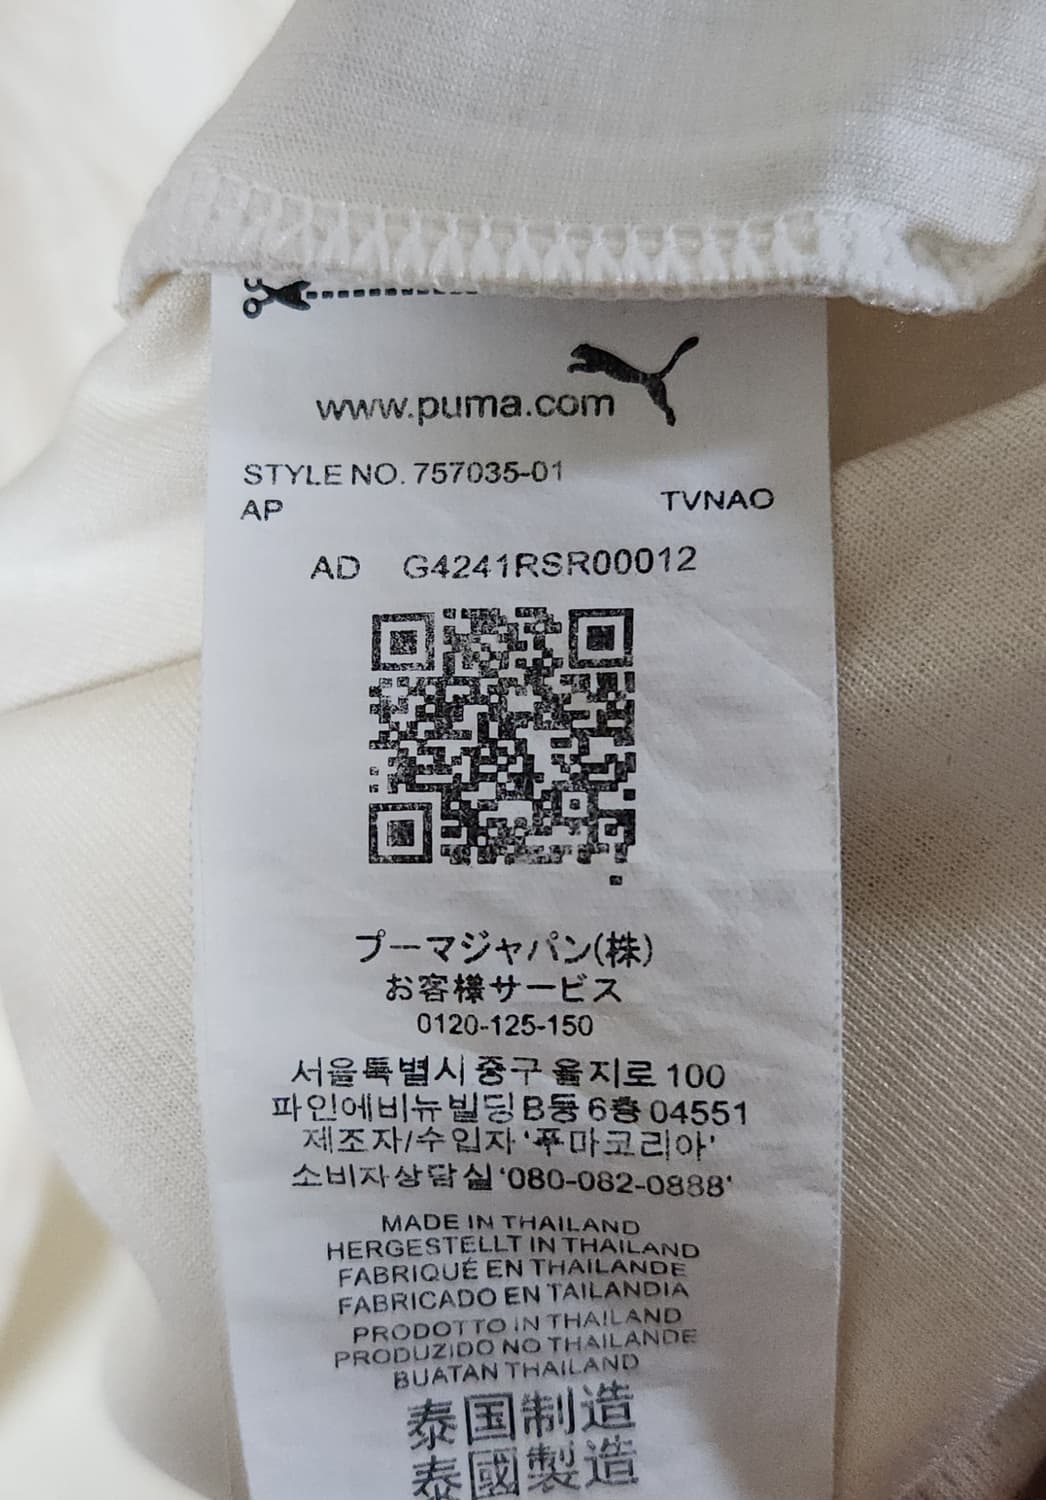 www.puma.com
STYLE NO. 757035-01
AP TVNAO
AD G4241RSR00012
プーマジャパン(株)
お客様サービス
0120-125-150
서울특별시 중구 을지로 100
파인에비뉴빌딩 B동 6층 04551
제조자/수입자 '푸마코리아'
소비자상담실 '080-082-0888'
MADE IN THAILAND
HERGESTELLT IN THAILAND
FABRIQUÉ EN THAILANDE
FABRICADO EN TAILANDIA
PRODOTTO IN THAILAND
PRODUZIDO NO THAILANDE
BUATAN THAILAND
泰国制造
泰國製造